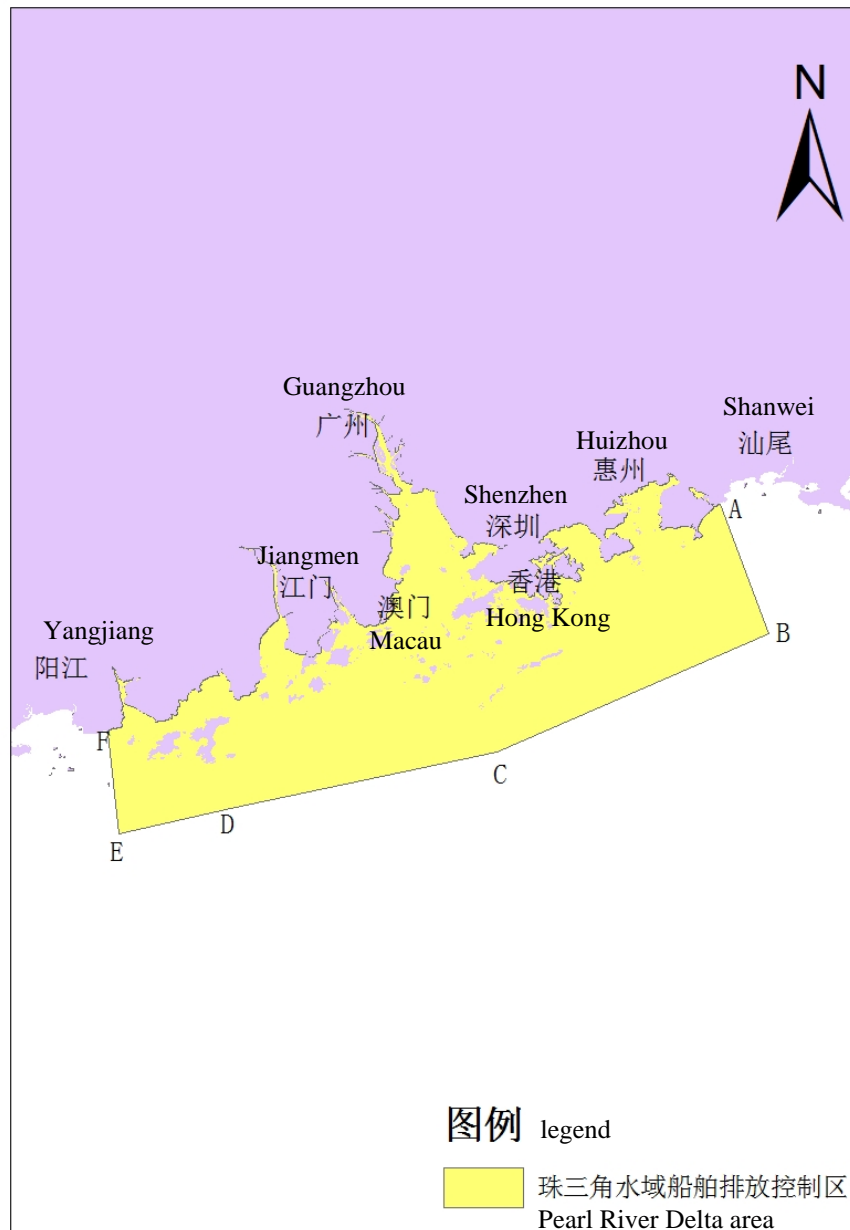 N
Guangzhou
广州
Shanwei
汕尾
Huizhou
惠州
Shenzhen
深圳
A
Jiangmen
江门
香港
澳门
Hong Kong
Macau
Yangjiang
阳江
B
F
C
D
E
图例 legend
珠三角水域船舶排放控制区
Pearl River Delta area